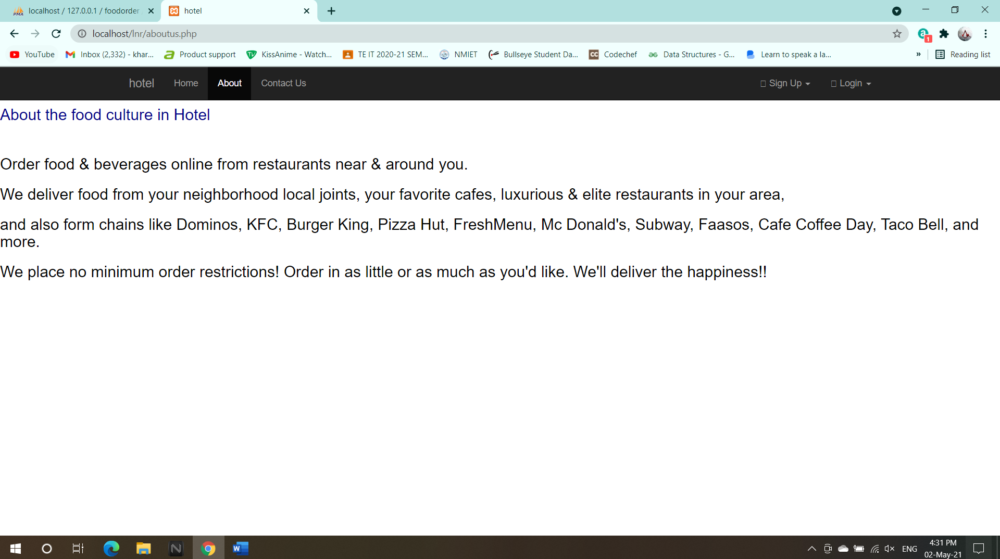 localhost / 127.0.0.1 / foodorder
hotel
localhost/lnr/aboutus.php
1
YouTube
Inbox (2,332) - khar...
Product support
KissAnime - Watch...
TE IT 2020-21 SEM...
NMIET
Bullseye Student Da...
CC Codechef
Data Structures - G...
Learn to speak a la...
»
Reading list
hotel
Home
About
Contact Us
Sign Up
Login
About the food culture in Hotel
Order food & beverages online from restaurants near & around you.
We deliver food from your neighborhood local joints, your favorite cafes, luxurious & elite restaurants in your area,
and also form chains like Dominos, KFC, Burger King, Pizza Hut, FreshMenu, Mc Donald's, Subway, Faasos, Cafe Coffee Day, Taco Bell, and
more.
We place no minimum order restrictions! Order in as little or as much as you'd like. We'll deliver the happiness!!
ENG
4:31 PM
02-May-21